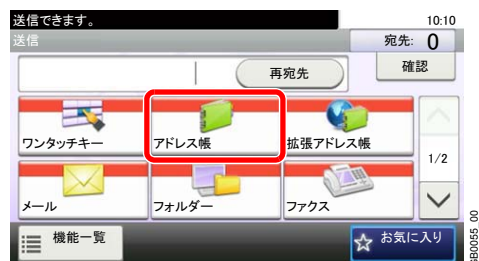 送信できます。 10:10
送信 宛先: 0
再宛先 確認
ワンタッチキー アドレス帳 拡張アドレス帳
1/2
メール フォルダー ファクス
機能一覧 お気に入り
GB0055_00